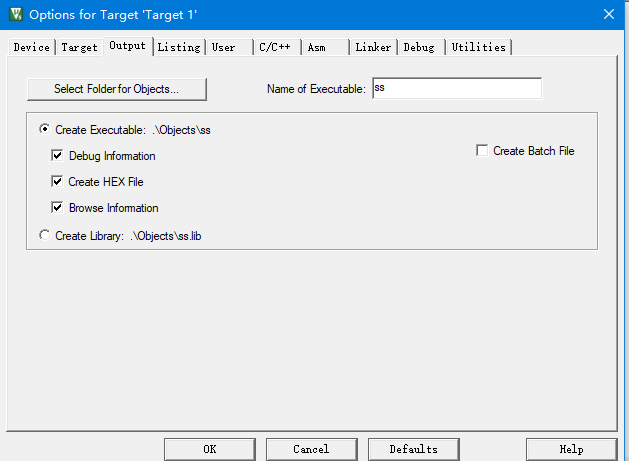 Options for Target 'Target 1'
Device Target Output Listing User C/C++ Asm Linker Debug Utilities
Select Folder for Objects... Name of Executable: ss
Create Executable: .\Objects\ss
Debug Information Create Batch File
Create HEX File
Browse Information
Create Library: .\Objects\ss.lib
OK Cancel Defaults Help